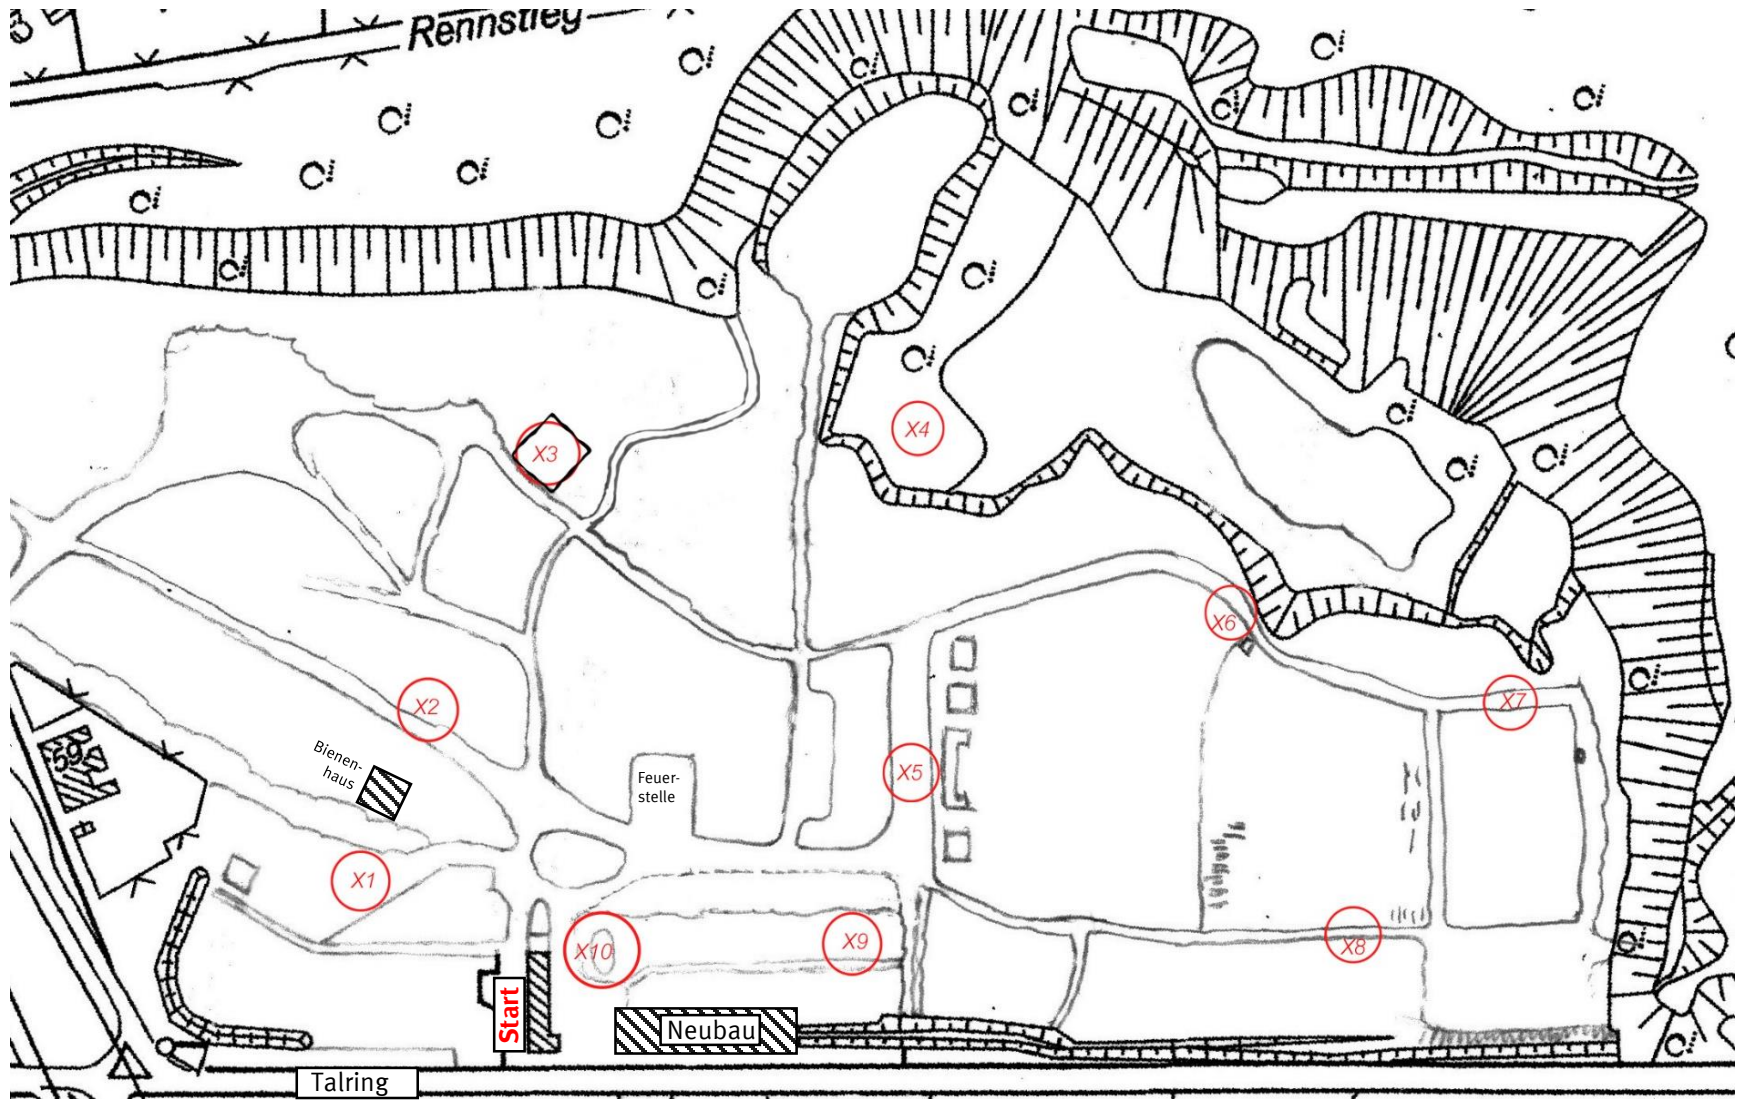 Rennstieg
X4
X3
X6
X7
X2
Bienen-
haus
59
Feuer-
stelle
X5
X1
X10
X9
X8
Start
Neubau
Talring